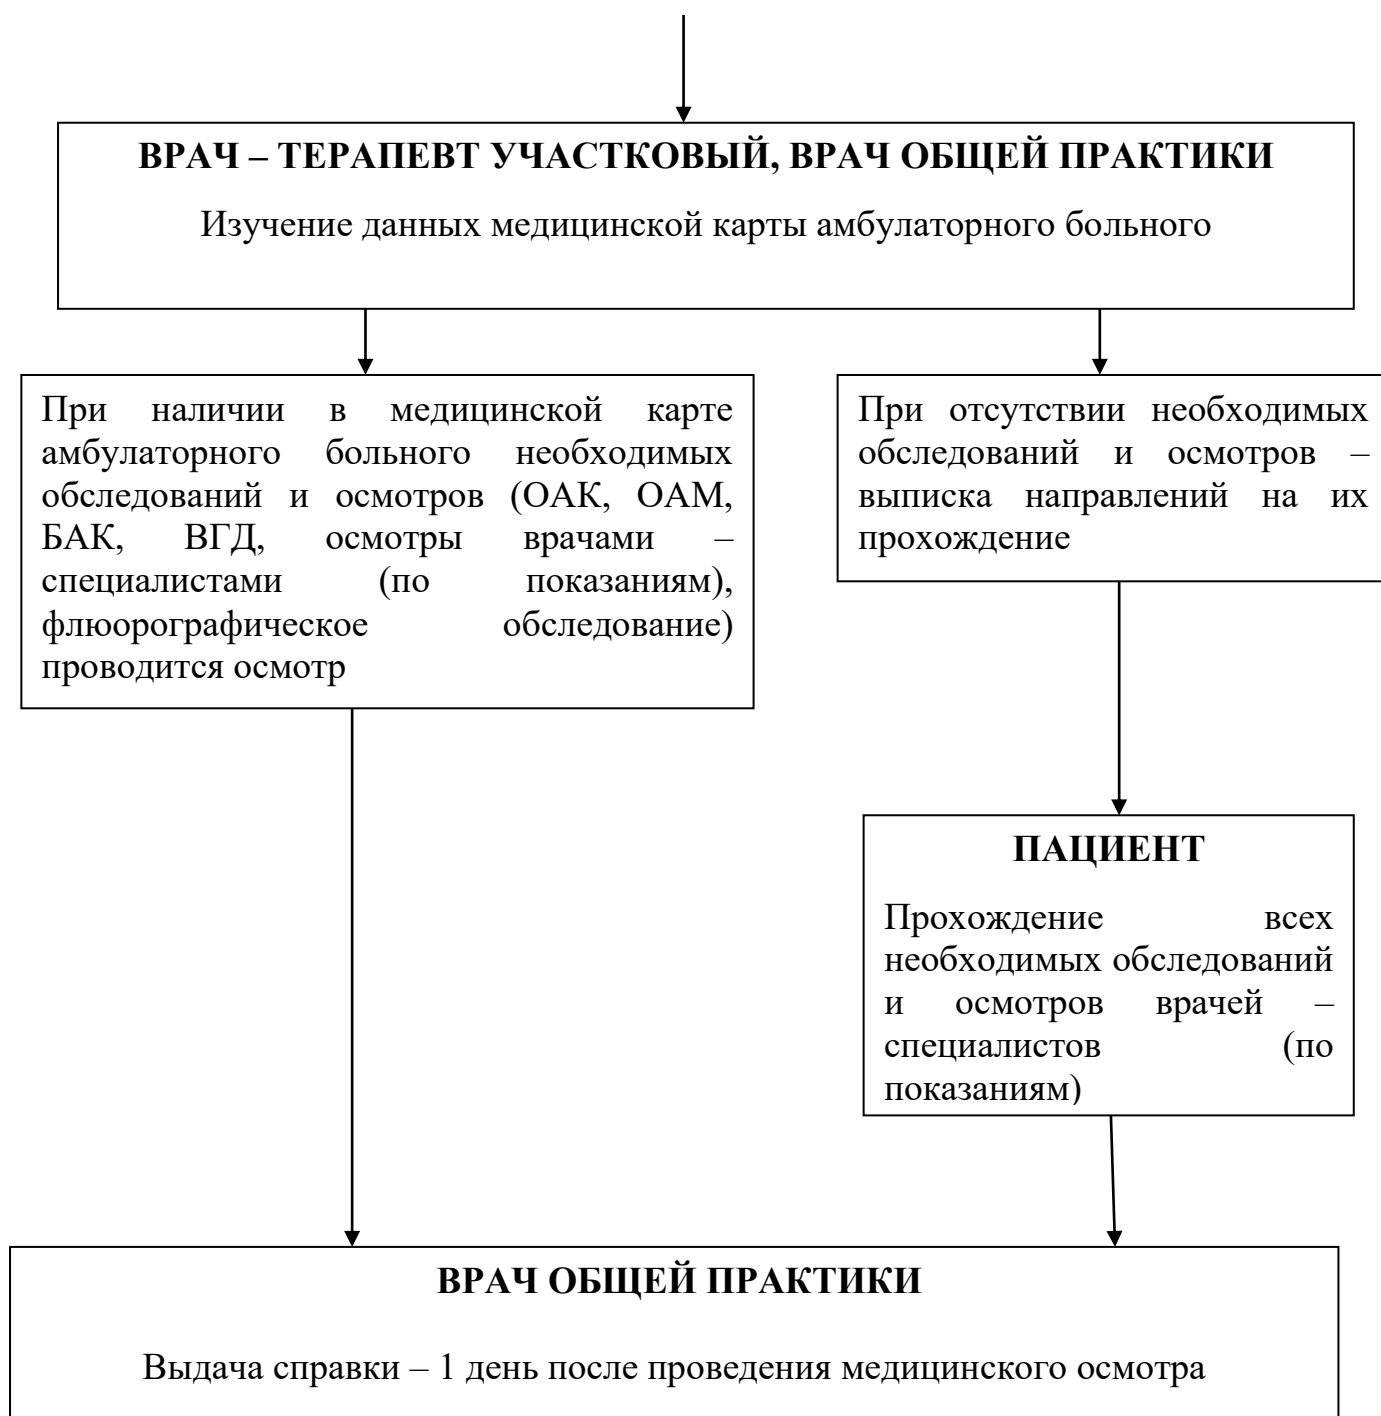 ВРАЧ – ТЕРАПЕВТ УЧАСТКОВЫЙ, ВРАЧ ОБЩЕЙ ПРАКТИКИ
Изучение данных медицинской карты амбулаторного больного
При наличии в медицинской карте
амбулаторного больного необходимых
обследований и осмотров (ОАК, ОАМ,
БАК, ВГД, осмотры врачами –
специалистами (по показаниям),
флюорографическое обследование)
проводится осмотр
При отсутствии необходимых
обследований и осмотров –
выписка направлений на их
прохождение
ПАЦИЕНТ
Прохождение всех
необходимых обследований
и осмотров врачей –
специалистов (по
показаниям)
ВРАЧ ОБЩЕЙ ПРАКТИКИ
Выдача справки – 1 день после проведения медицинского осмотра